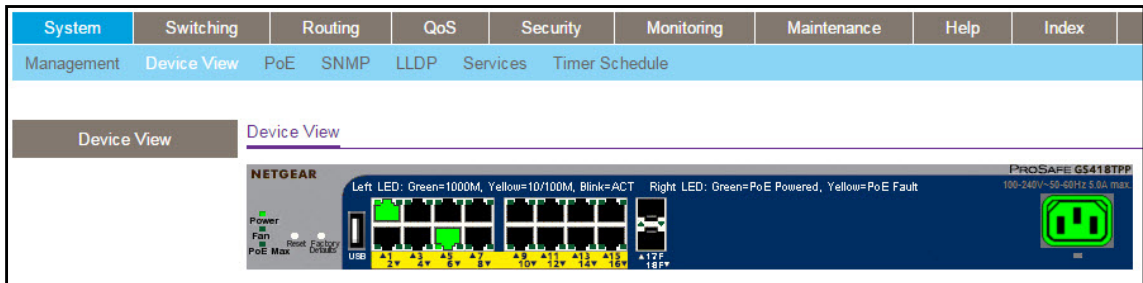 System Switching Routing QoS Security Monitoring Maintenance Help Index
Management Device View PoE SNMP LLDP Services Timer Schedule
Device View
Device View
NETGEAR
PROSAFE GS418TPP
Left LED: Green=1000M, Yellow=10/100M, Blink=ACT Right LED: Green=PoE Powered, Yellow=PoE Fault
100-240V~50-60Hz 5.0A max.
Power
Fan
PoE Max
Reset
Factory
Defaults
USB
▲1 ▲3 ▲5 ▲7 ▲9 ▲11 ▲13 ▲15 ▲17F
2▼ 4▼ 6▼ 8▼ 10▼ 12▼ 14▼ 16▼ 18F▼